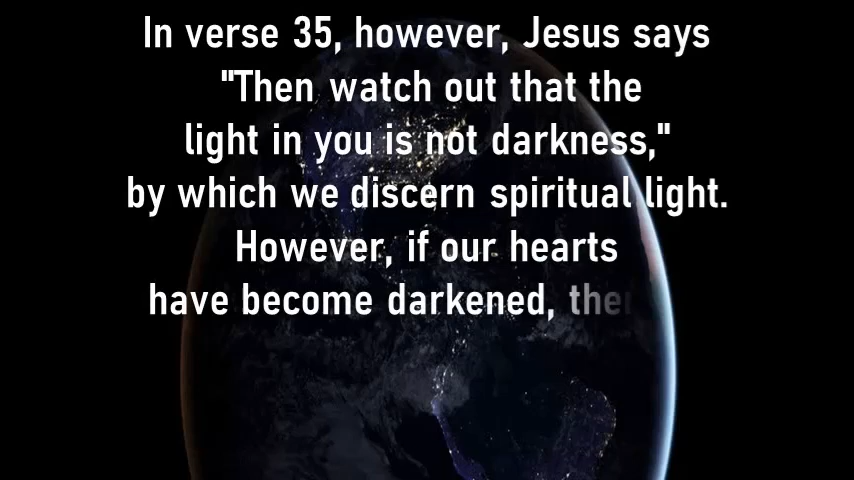 In verse 35, however, Jesus says
"Then watch out that the
light in you is not darkness,"
by which we discern spiritual light.
However, if our hearts
have become darkened,